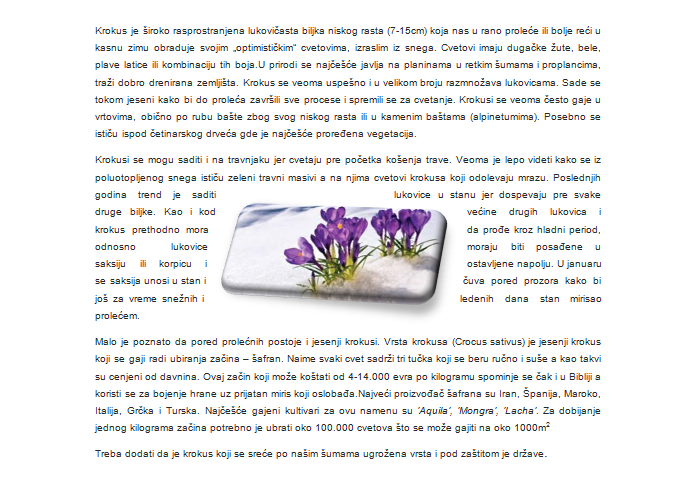 Krokus je široko rasprostranjena lukovičasta biljka niskog rasta (7-15cm) koja nas u rano proleće ili bolje reći u
kasnu zimu obraduje svojim „optimističkim“ cvetovima, izraslim iz snega. Cvetovi imaju dugačke žute, bele,
plave latice ili kombinaciju tih boja.U prirodi se najčešće javlja na planinama u retkim šumama i proplancima,
traži dobro drenirana zemljišta. Krokus se veoma uspešno i u velikom broju razmnožava lukovicama. Sade se
tokom jeseni kako bi do proleća završili sve procese i spremili se za cvetanje. Krokusi se veoma često gaje u
vrtovima, obično po rubu bašte zbog svog niskog rasta ili u kamenim baštama (alpinetumima). Posebno se
ističu ispod četinarskog drveća gde je najčešće proređena vegetacija.
Krokusi se mogu saditi i na travnjaku jer cvetaju pre početka košenja trave. Veoma je lepo videti kako se iz
poluotopljenog snega ističu zeleni travni masivi a na njima cvetovi krokusa koji odolevaju mrazu. Poslednjih
godina trend je saditi lukovice u stanu jer dospevaju pre svake
druge biljke. Kao i kod većine drugih lukovica i
krokus prethodno mora da prođe kroz hladni period,
odnosno lukovice moraju biti posađene u
saksiju ili korpicu i ostavljene napolju. U januaru
se saksija unosi u stan i čuva pored prozora kako bi
još za vreme snežnih i ledenih dana stan mirisao
prolećem.
Malo je poznato da pored prolećnih postoje i jesenji krokusi. Vrsta krokusa (Crocus sativus) je jesenji krokus
koji se gaji radi ubiranja začina – šafran. Naime svaki cvet sadrži tri tučka koji se beru ručno i suše a kao takvi
su cenjeni od davnina. Ovaj začin koji može koštati od 4-14.000 evra po kilogramu spominje se čak i u Bibliji a
koristi se za bojenje hrane uz prijatan miris koji oslobađa.Najveći proizvođač šafrana su Iran, Španija, Maroko,
Italija, Grčka i Turska. Najčešće gajeni kultivari za ovu namenu su ’Aquila’, ’Mongra’, ’Lacha’. Za dobijanje
jednog kilograma začina potrebno je ubrati oko 100.000 cvetova što se može gajiti na oko 1000m²
Treba dodati da je krokus koji se sreće po našim šumama ugrožena vrsta i pod zaštitom je države.